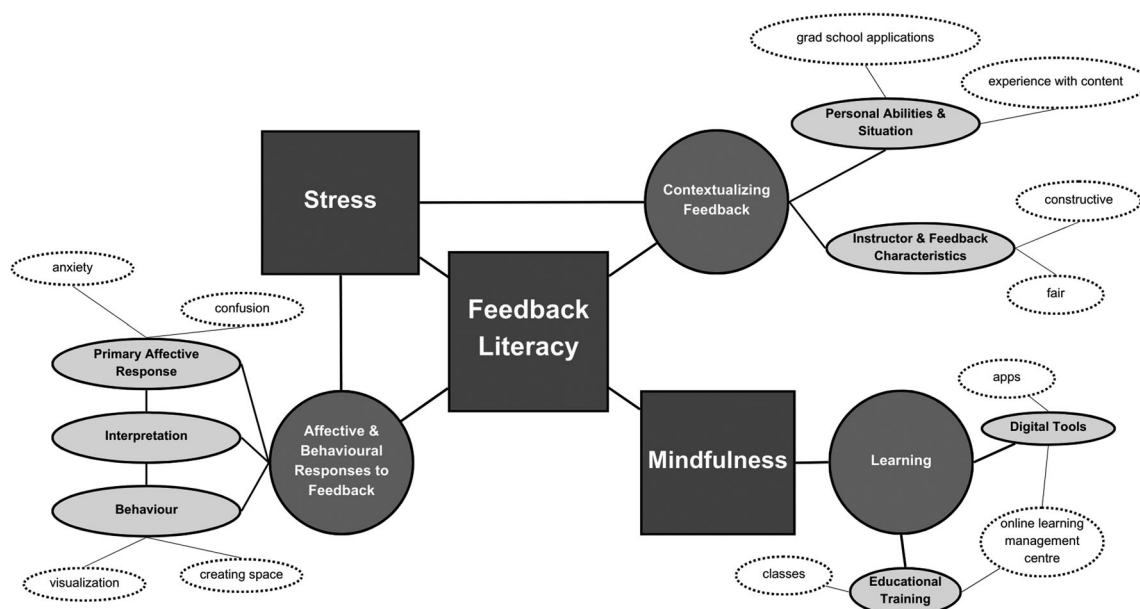 grad school applications
experience with content
Personal Abilities &
Situation
Stress
Contextualizing
Feedback
constructive
Instructor & Feedback
Characteristics
fair
anxiety
confusion
Feedback
Literacy
Primary Affective
Response
Interpretation
Behaviour
Affective &
Behavioural
Responses to
Feedback
visualization
creating space
Mindfulness
Learning
apps
Digital Tools
online learning
management
centre
classes
Educational
Training